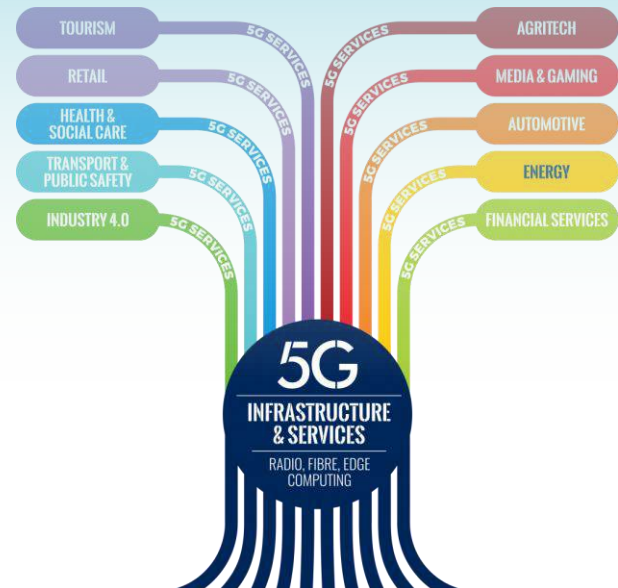 TOURISM
5G SERVICES
RETAIL
5G SERVICES
HEALTH &
SOCIAL CARE
5G SERVICES
TRANSPORT &
PUBLIC SAFETY
5G SERVICES
INDUSTRY 4.0
5G SERVICES
AGRITECH
5G SERVICES
MEDIA & GAMING
5G SERVICES
AUTOMOTIVE
5G SERVICES
ENERGY
5G SERVICES
FINANCIAL SERVICES
5G SERVICES
5G
INFRASTRUCTURE
& SERVICES
RADIO, FIBRE, EDGE
COMPUTING